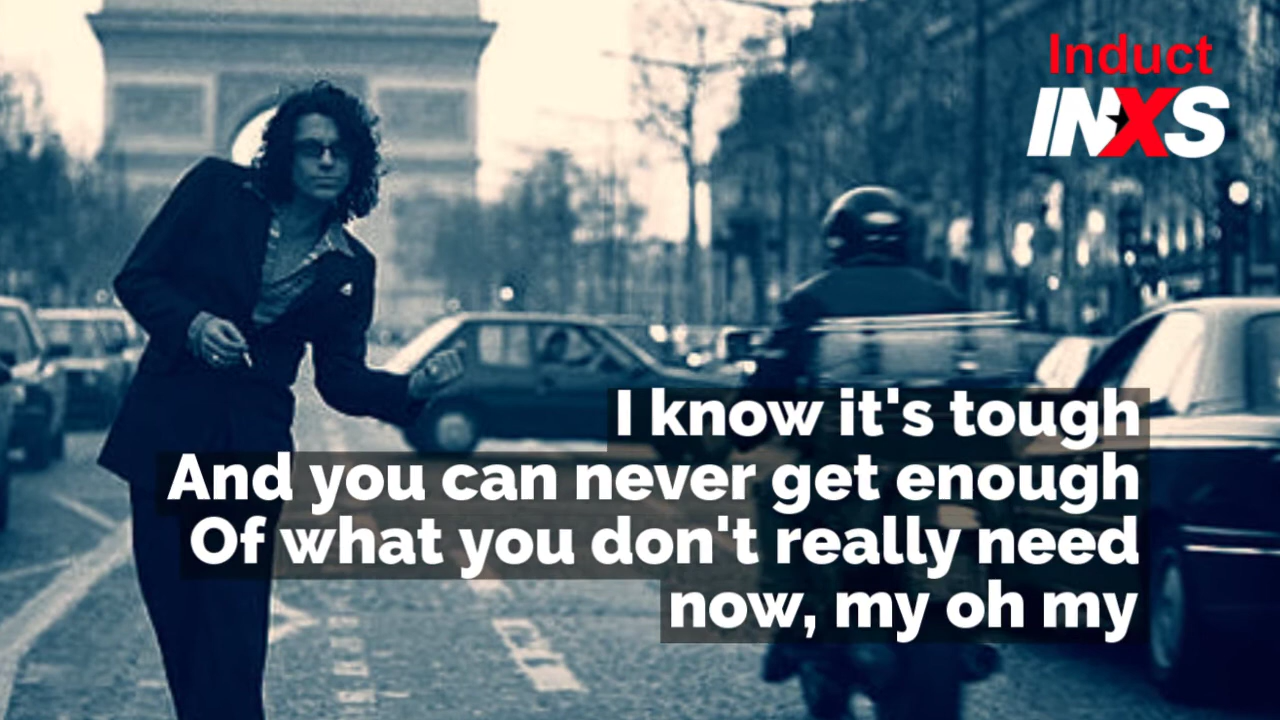 Induct
INXS
I know it's tough
And you can never get enough
Of what you don't really need
now, my oh my